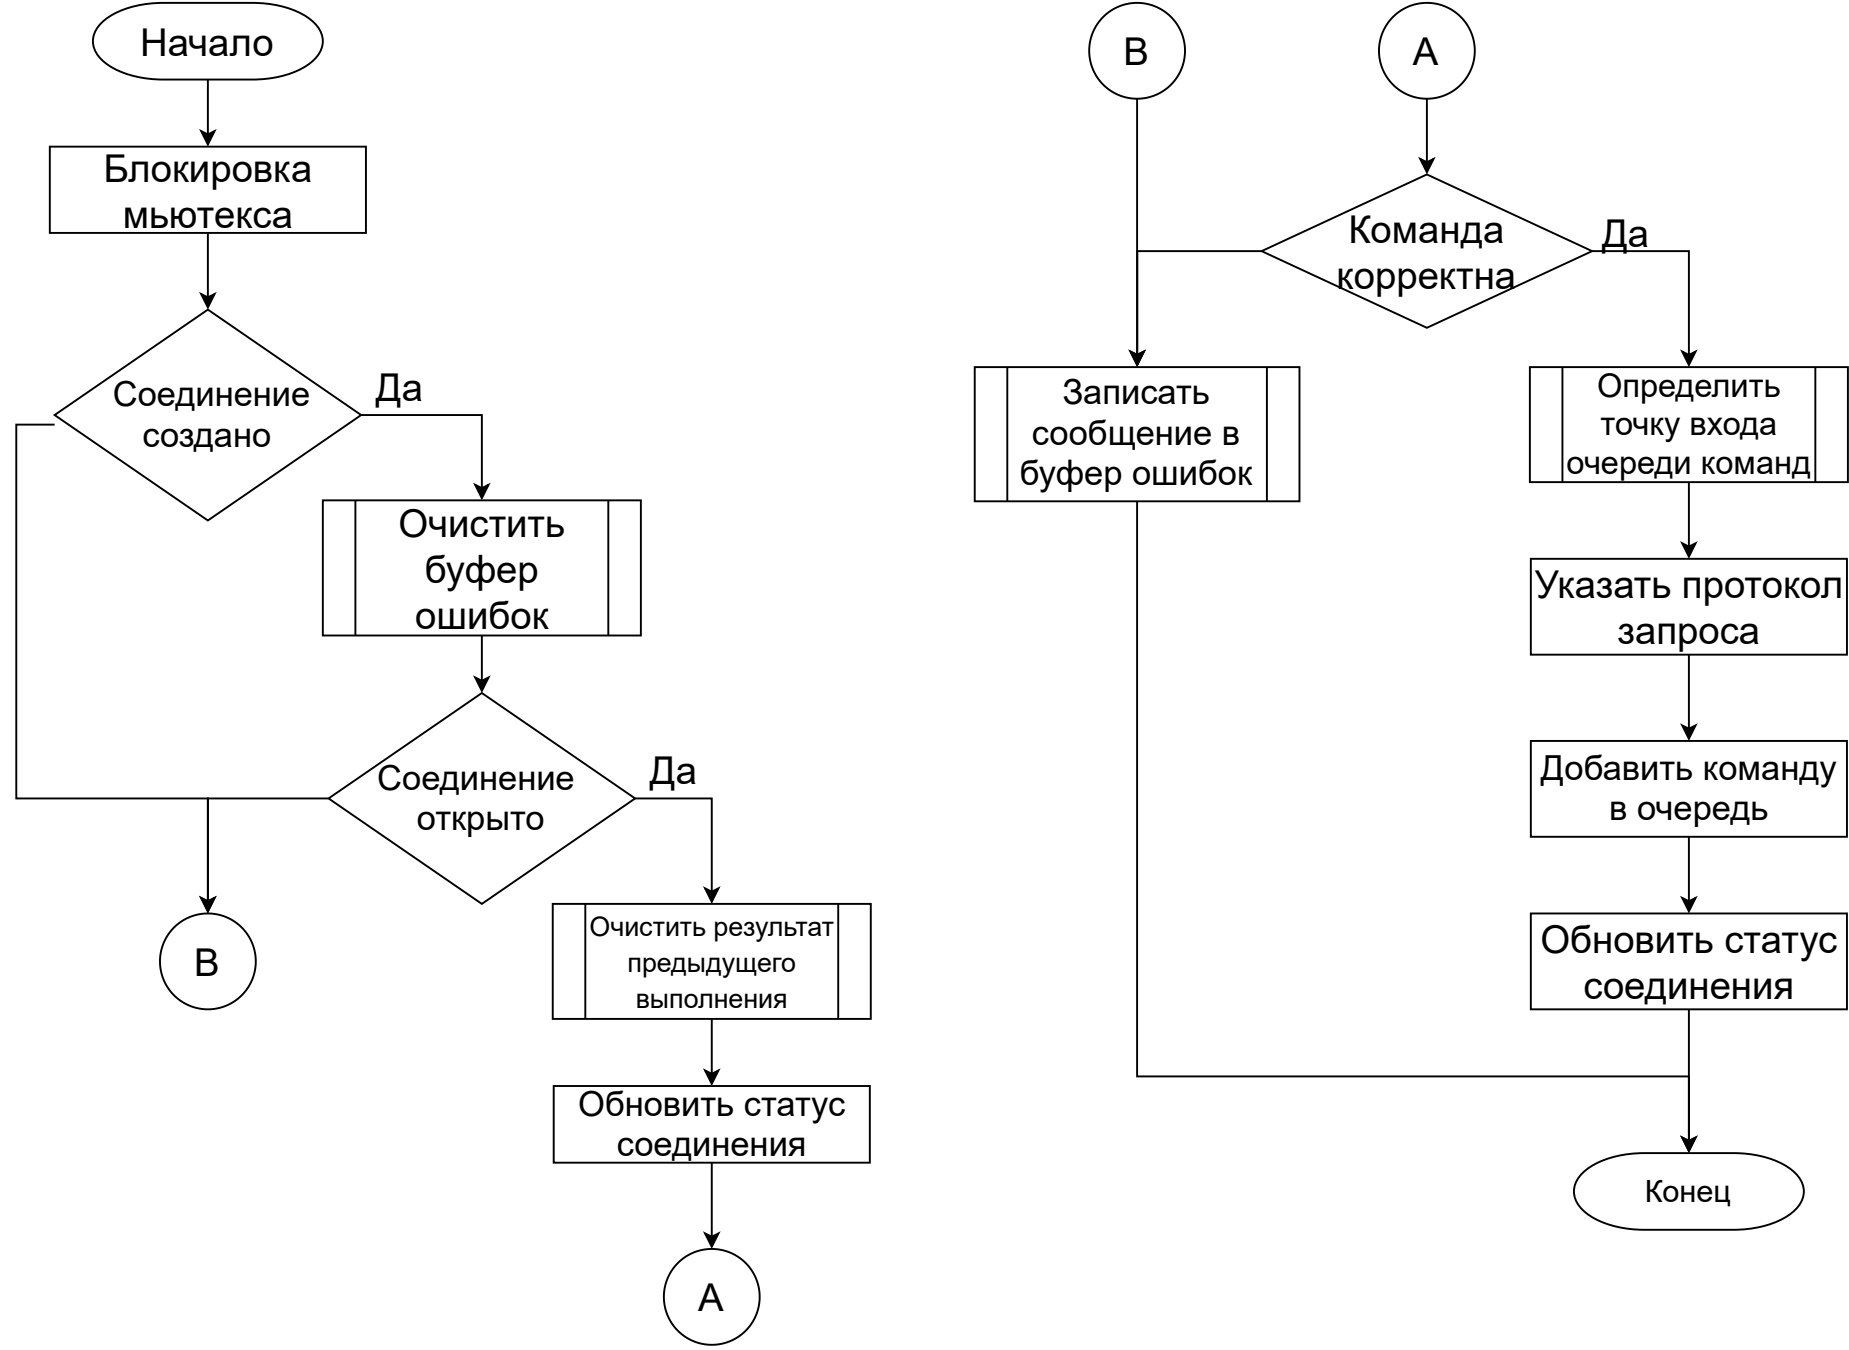 Начало
Блокировка
мьютекса
Соединение
создано
Да
Очистить
буфер
ошибок
Соединение
открыто
Да
B
Очистить результат
предыдущего
выполнения
Обновить статус
соединения
A
B
A
Команда
корректна
Да
Записать
сообщение в
буфер ошибок
Определить
точку входа
очереди команд
Указать протокол
запроса
Добавить команду
в очередь
Обновить статус
соединения
Конец